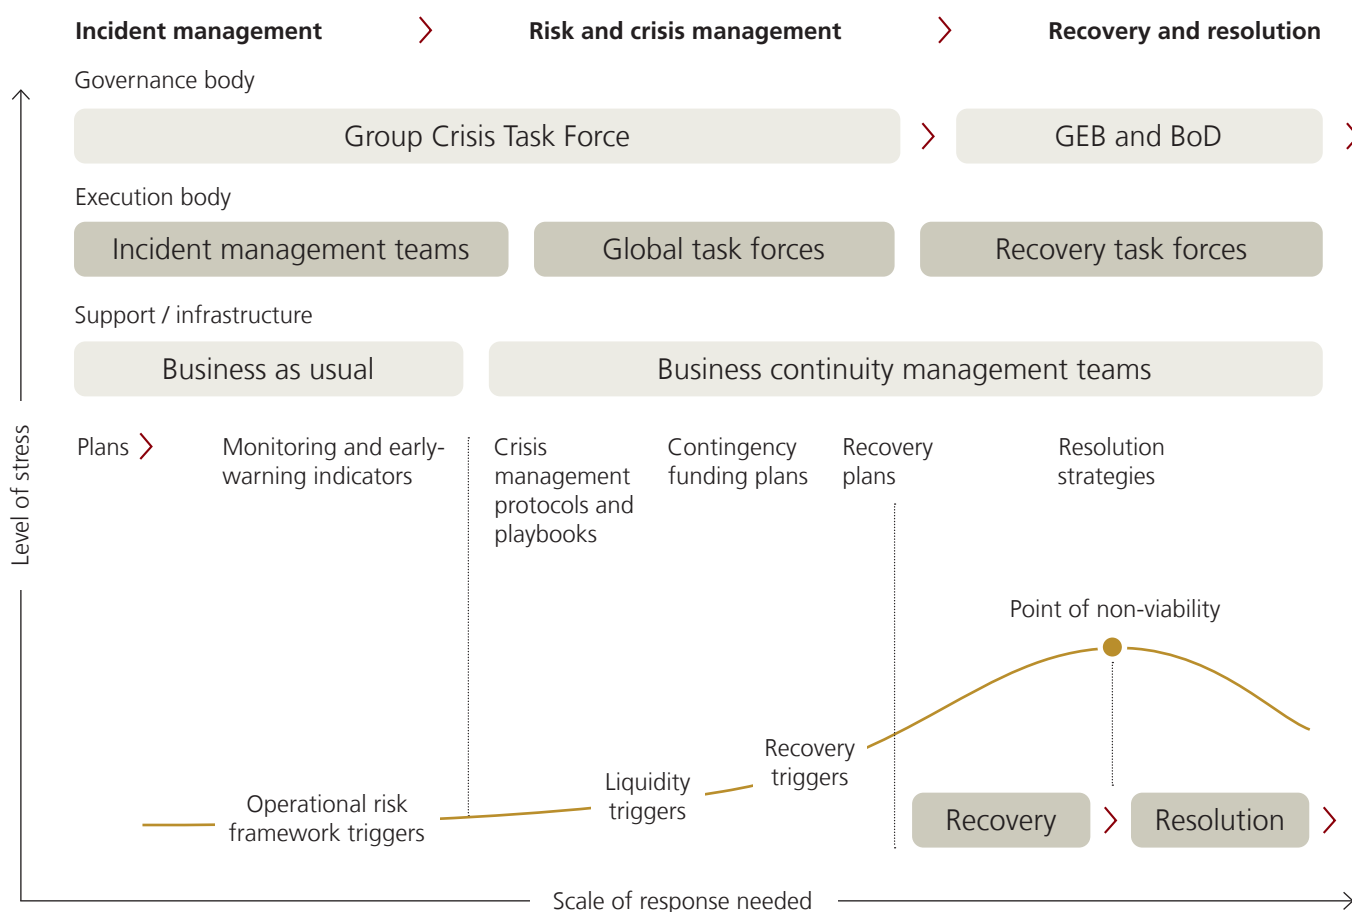 Incident management
Risk and crisis management
Recovery and resolution
Governance body
Group Crisis Task Force
GEB and BoD
Execution body
Incident management teams
Global task forces
Recovery task forces
Support / infrastructure
Business as usual
Business continuity management teams
Level of stress
Plans
Monitoring and early-
warning indicators
Crisis
management
protocols and
playbooks
Contingency
funding plans
Recovery
plans
Resolution
strategies
Point of non-viability
Operational risk
framework triggers
Liquidity
triggers
Recovery
triggers
Recovery
Resolution
Scale of response needed